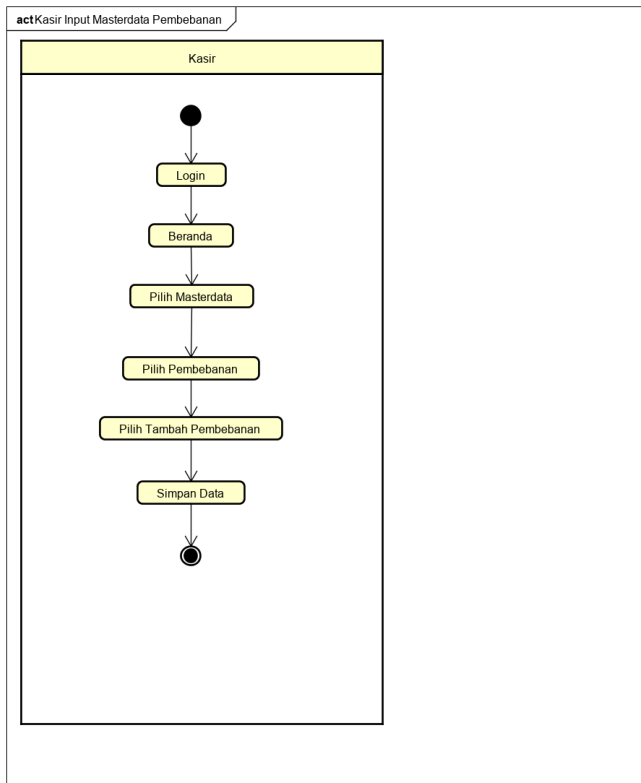 act Kasir Input Masterdata Pembebanan
Kasir
Login
Beranda
Pilih Masterdata
Pilih Pembebanan
Pilih Tambah Pembebanan
Simpan Data